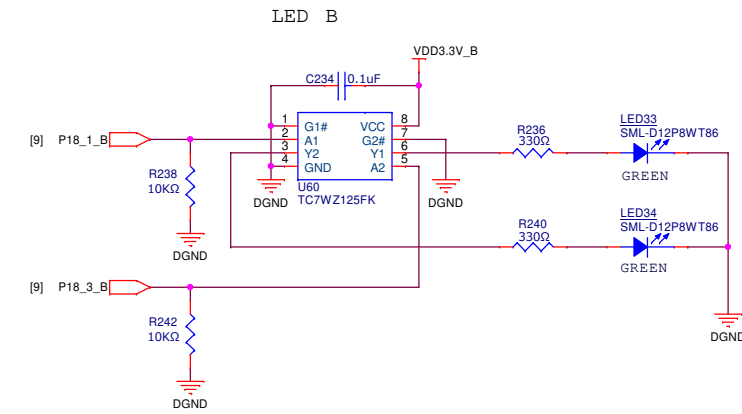 LED B
VDD3.3V_B
C234 0.1uF
[9] P18_1_B
1 G1# VCC 8
2 A1 G2# 7
3 Y2 Y1 6
4 GND A2 5
U60
TC7WZ125FK
R238
10KΩ
DGND
DGND
DGND
R236
330Ω
LED33
SML-D12P8WT86
GREEN
R240
330Ω
LED34
SML-D12P8WT86
GREEN
[9] P18_3_B
R242
10KΩ
DGND
DGND